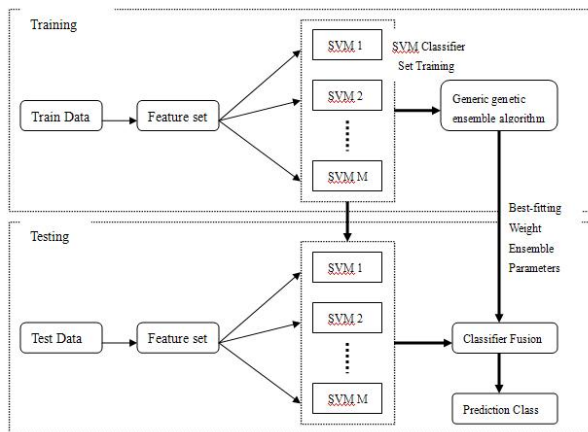 Training
SVM 1
SVM Classifier
Set Training
SVM 2
Train Data
Feature set
Generic genetic
ensemble algorithm
SVM M
Best-fitting
Weight
Ensemble
Parameters
Testing
SVM 1
SVM 2
Test Data
Feature set
Classifier Fusion
SVM M
Prediction Class